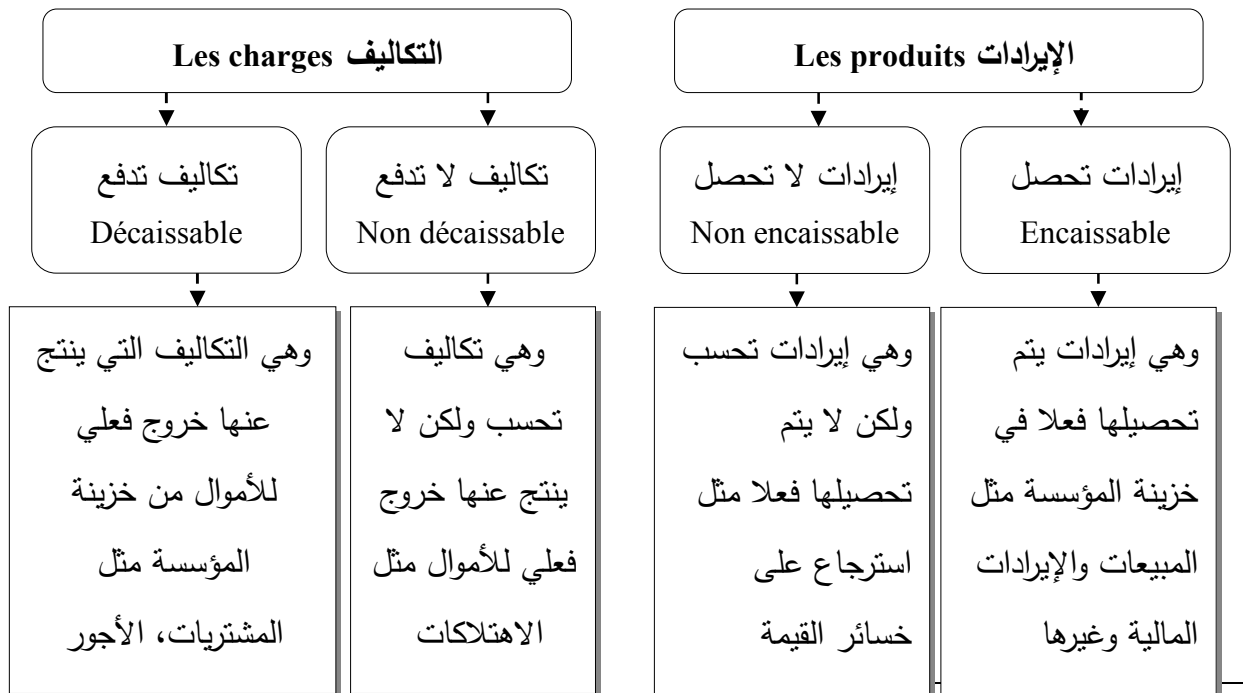 الإيرادات Les produits
إيرادات تحصل
Encaissable
وهي إيرادات يتم
تحصيلها فعلا في
خزينة المؤسسة مثل
المبيعات والإيرادات
المالية وغيرها
إيرادات لا تحصل
Non encaissable
وهي إيرادات تحسب
ولكن لا يتم
تحصيلها فعلا مثل
استرجاع على
خسائر القيمة
التكاليف Les charges
تكاليف لا تدفع
Non décaissable
وهي تكاليف
تحسب ولكن لا
ينتج عنها خروج
فعلي للأموال مثل
الاهتلاكات
تكاليف تدفع
Décaissable
وهي التكاليف التي ينتج
عنها خروج فعلي
للأموال من خزينة
المؤسسة مثل
المشتريات، الأجور